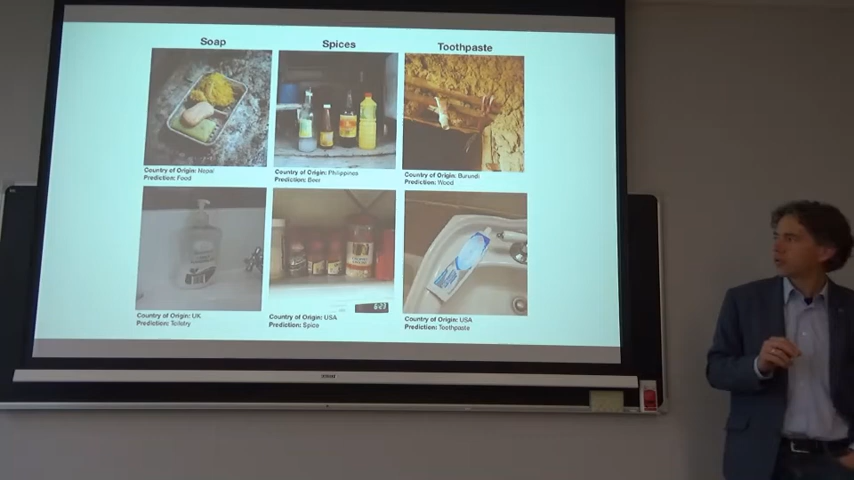 Soap
Spices
Toothpaste
Country of Origin: Nepal
Prediction: Food
Country of Origin: Philippines
Prediction: Beer
Country of Origin: Burundi
Prediction: Wood
Country of Origin: UK
Prediction: Toiletry
Country of Origin: USA
Prediction: Spice
Country of Origin: USA
Prediction: Toothpaste
6:27